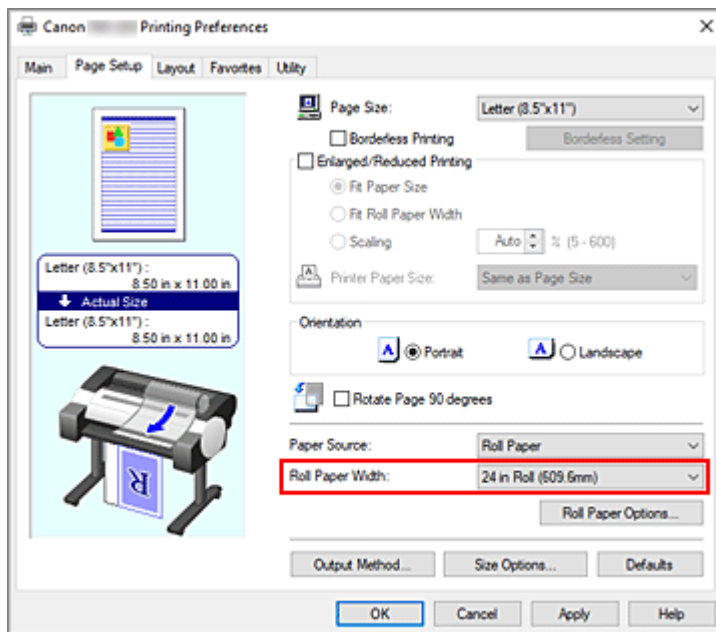 Canon Printing Preferences
Main Page Setup Layout Favorites Utility
Page Size: Letter (8.5"x11")
Borderless Printing Borderless Setting
Enlarged/Reduced Printing
Fit Paper Size
Fit Roll Paper Width
Scaling Auto % (5 - 600)
Printer Paper Size: Same as Page Size
Letter (8.5"x11") :
8.50 in x 11.00 in
Actual Size
Letter (8.5"x11") :
8.50 in x 11.00 in
Orientation
A Portrait A Landscape
Rotate Page 90 degrees
Paper Source: Roll Paper
Roll Paper Width: 24 in Roll (609.6mm)
Roll Paper Options...
R
Output Method... Size Options... Defaults
OK Cancel Apply Help